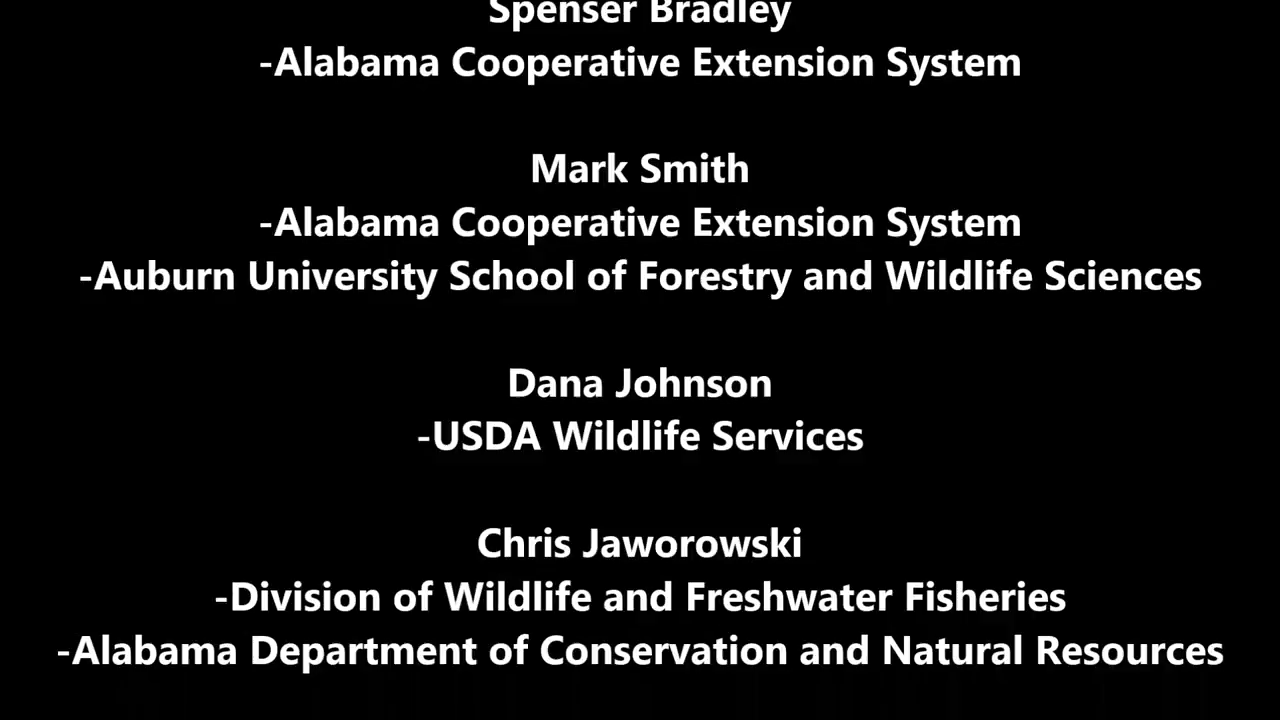 Spenser Bradley
-Alabama Cooperative Extension System
Mark Smith
-Alabama Cooperative Extension System
-Auburn University School of Forestry and Wildlife Sciences
Dana Johnson
-USDA Wildlife Services
Chris Jaworowski
-Division of Wildlife and Freshwater Fisheries
-Alabama Department of Conservation and Natural Resources